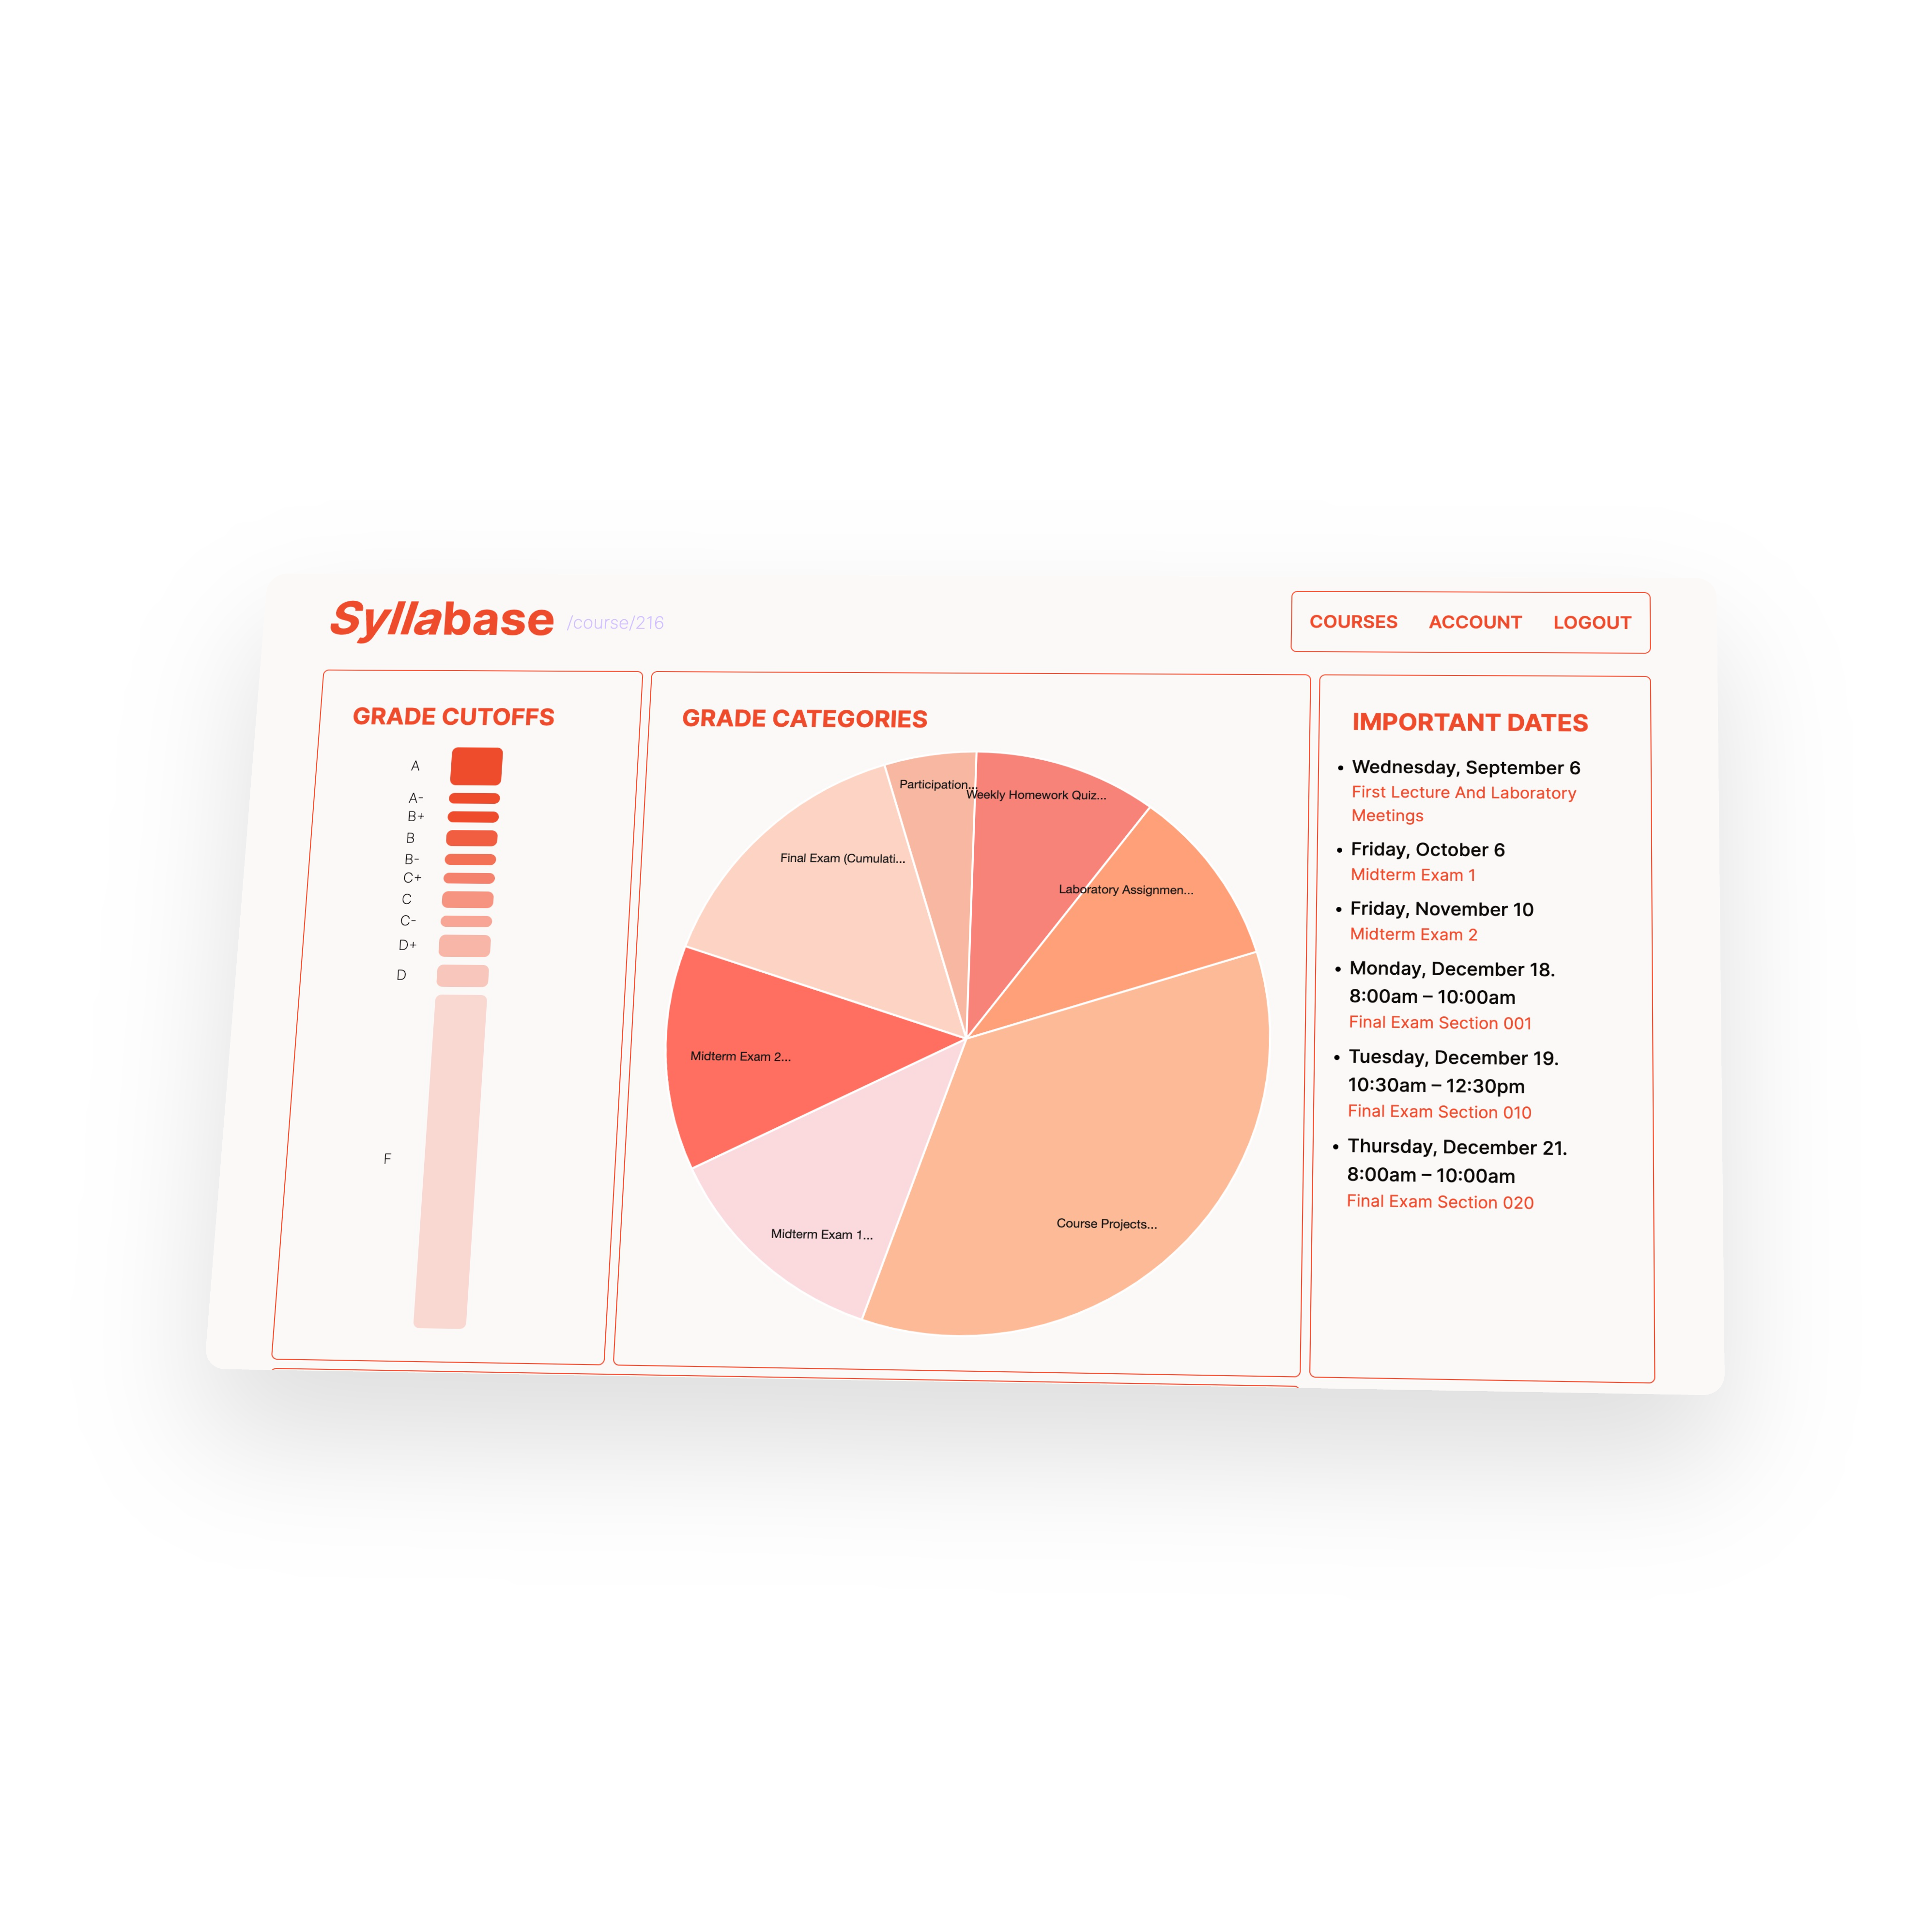 Syllabase /course/216
COURSES ACCOUNT LOGOUT
GRADE CUTOFFS
A
A-
B+
B
B-
C+
C
C-
D+
D
F
GRADE CATEGORIES
Participation...
Weekly Homework Quiz...
Final Exam (Cumulati...
Laboratory Assignmen...
Midterm Exam 2...
Midterm Exam 1...
Course Projects...
IMPORTANT DATES
• Wednesday, September 6
First Lecture And Laboratory
Meetings
• Friday, October 6
Midterm Exam 1
• Friday, November 10
Midterm Exam 2
• Monday, December 18.
8:00am – 10:00am
Final Exam Section 001
• Tuesday, December 19.
10:30am – 12:30pm
Final Exam Section 010
• Thursday, December 21.
8:00am – 10:00am
Final Exam Section 020